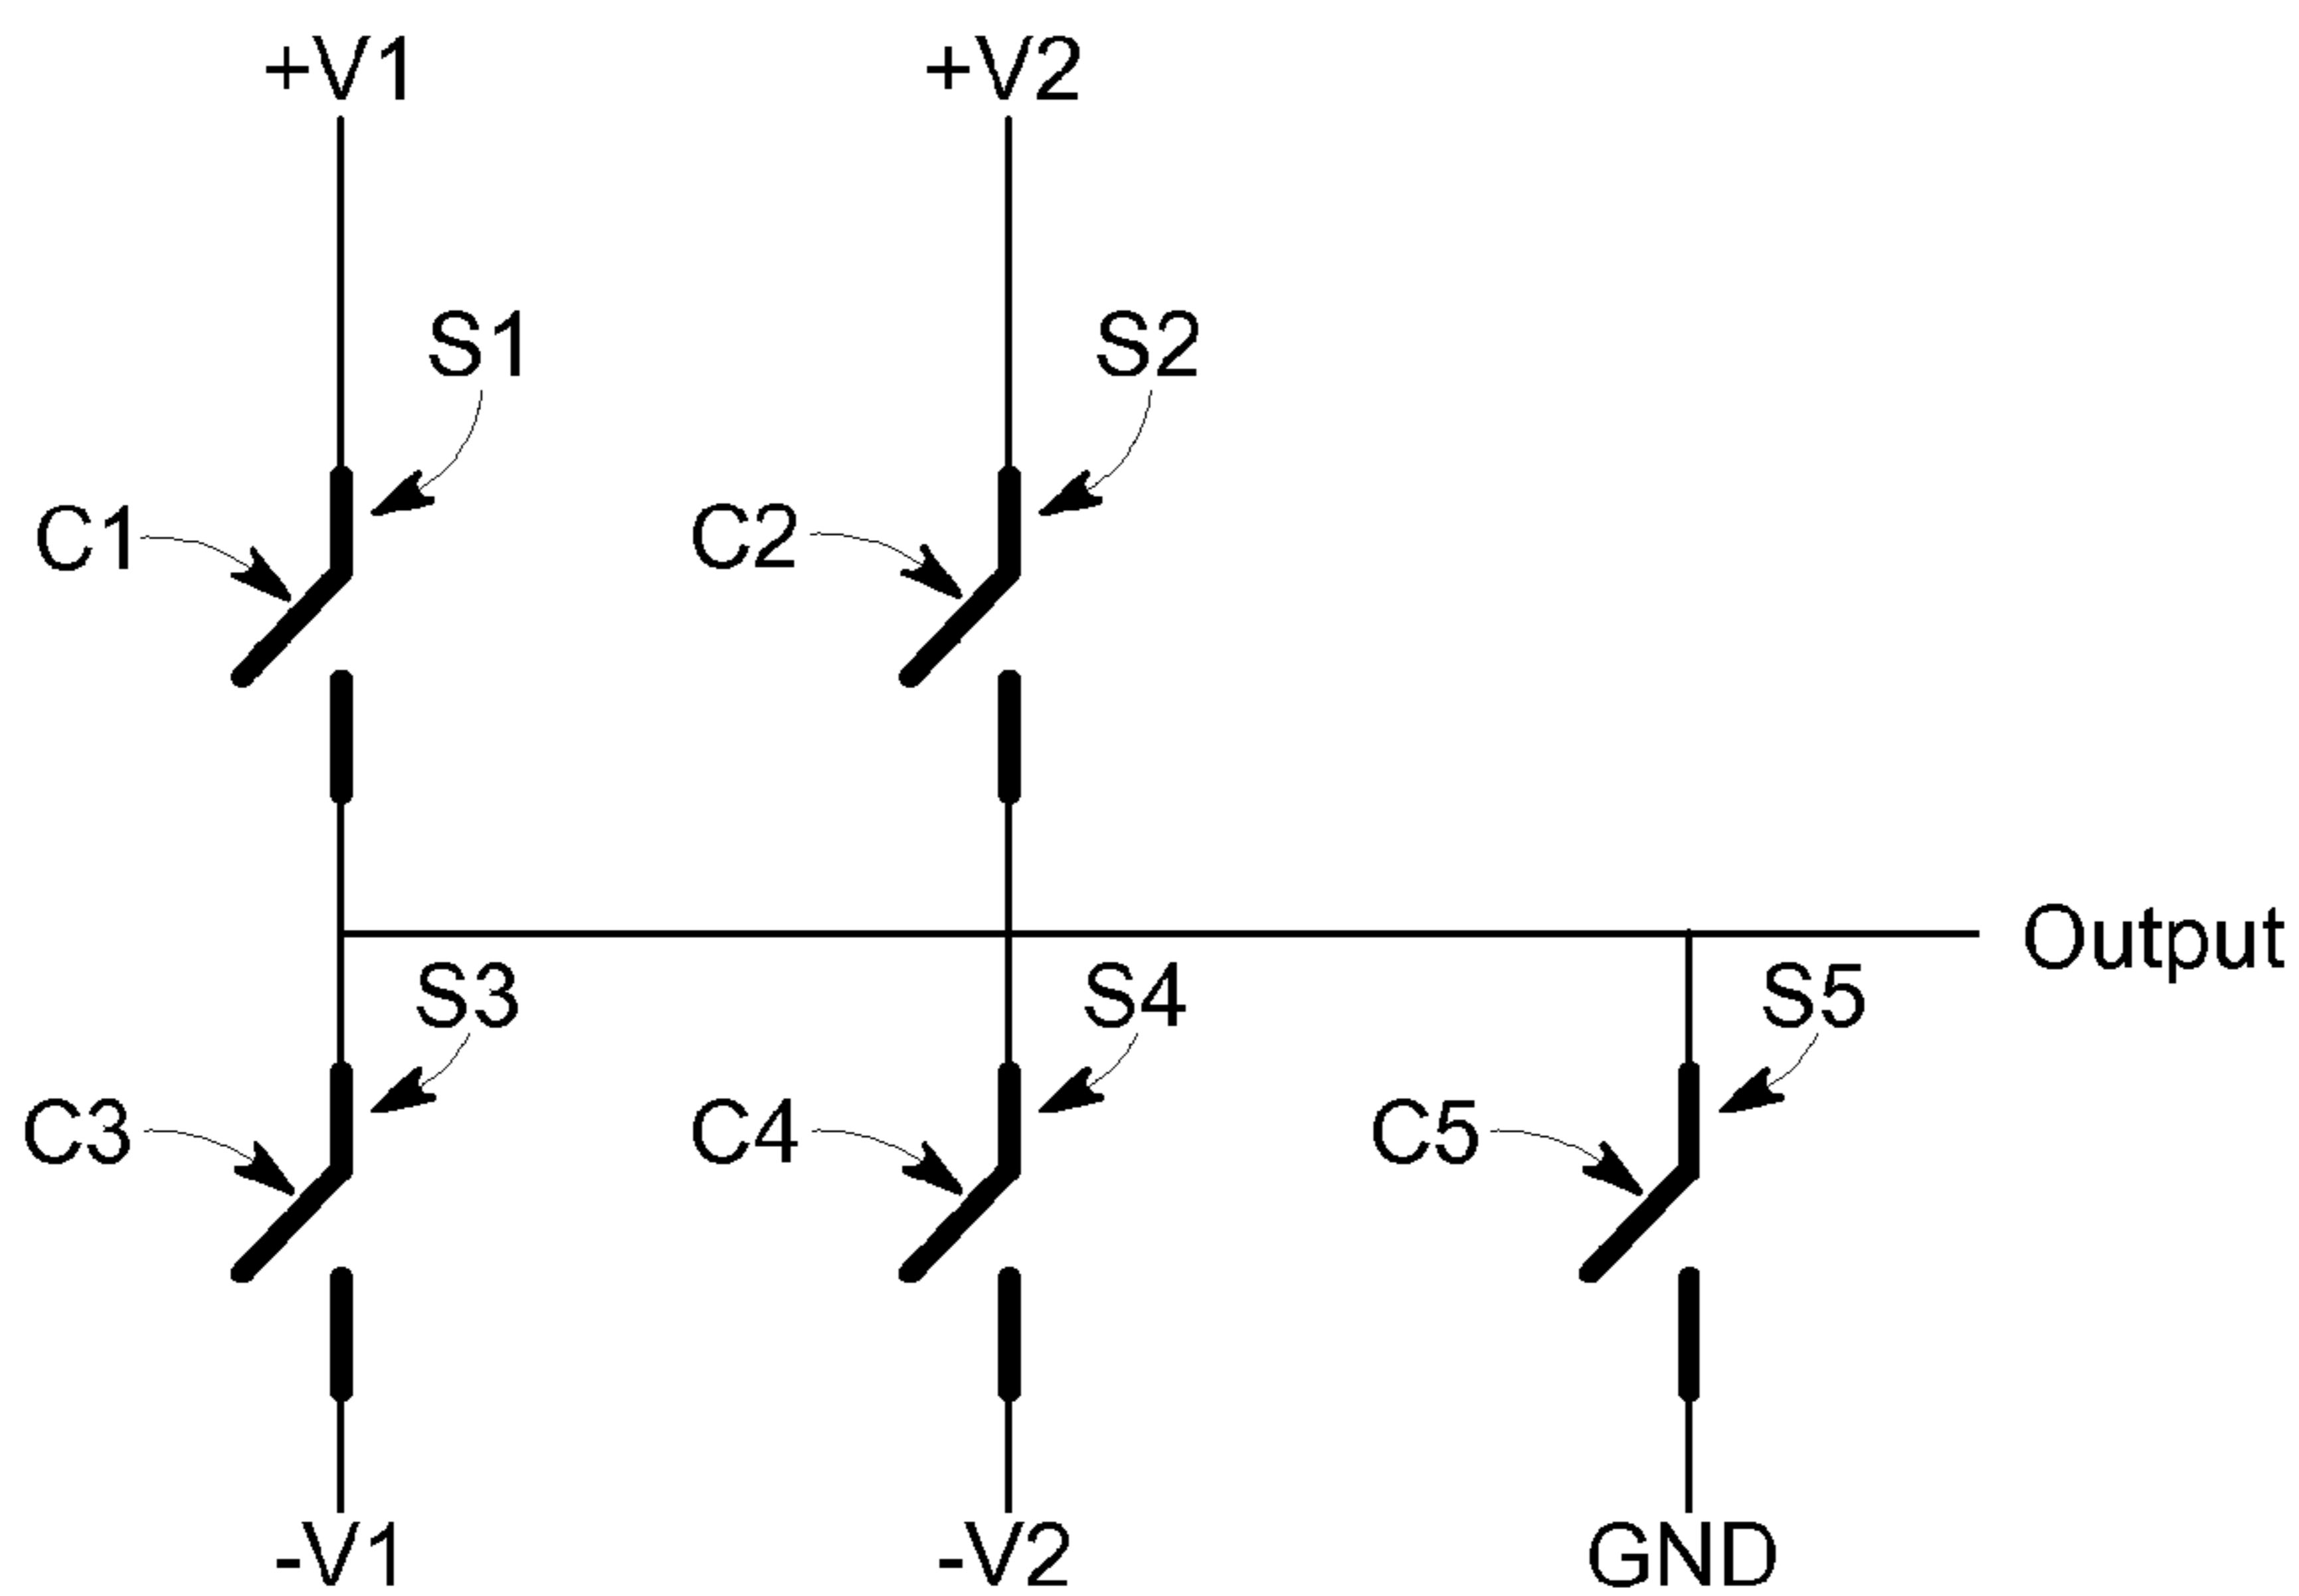 +V1 +V2
S1 S2
C1 C2
Output
S3 S4 S5
C3 C4 C5
-V1 -V2 GND